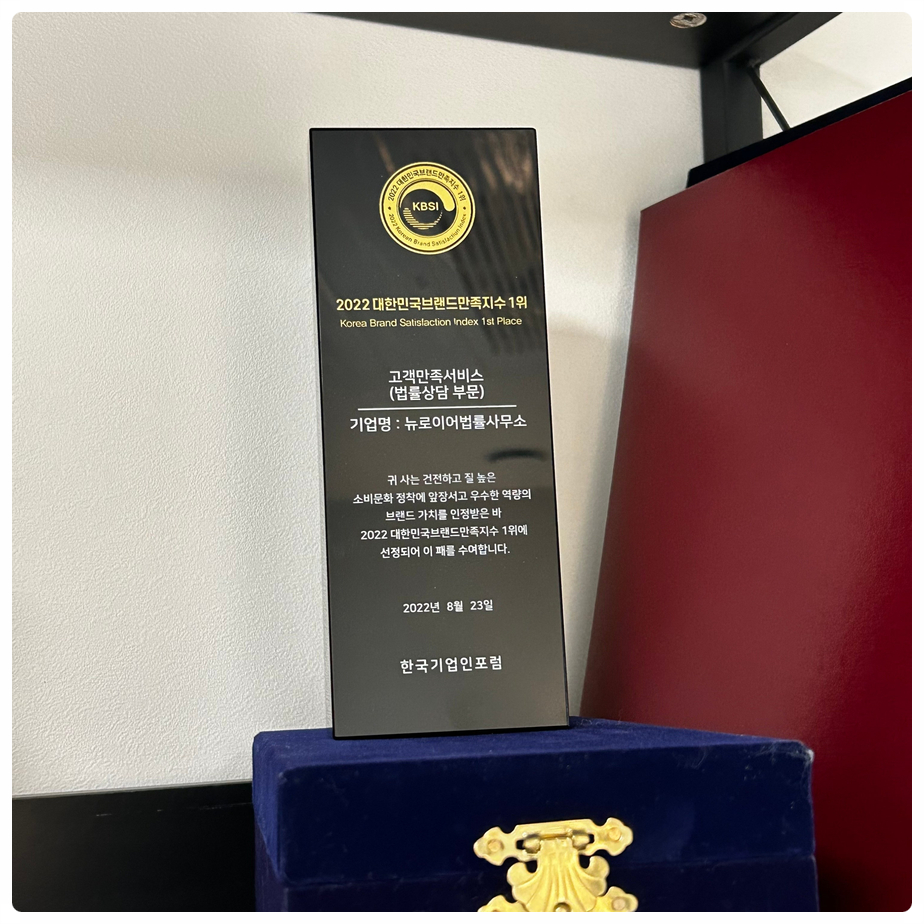 2022 대한민국브랜드만족지수 1위
KBSI
2022 Korean Brand Satisfaction Index
2022 대한민국브랜드만족지수 1위
Korea Brand Satisfaction Index 1st Place
고객만족서비스
(법률상담 부문)
기업명 : 뉴로이어법률사무소
귀 사는 건전하고 질 높은
소비문화 정착에 앞장서고 우수한 역량의
브랜드 가치를 인정받은 바
2022 대한민국브랜드만족지수 1위에
선정되어 이 패를 수여합니다.
2022년 8월 23일
한국기업인포럼